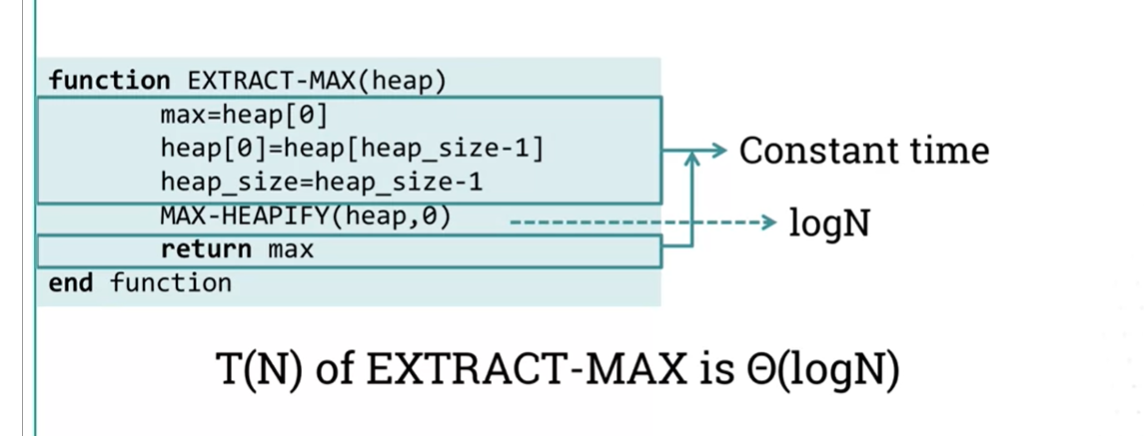 function EXTRACT-MAX(heap)
max=heap[0]
heap[0]=heap[heap_size-1]
heap_size=heap_size-1
MAX-HEAPIFY(heap,0)
return max
end function
Constant time
logN
T(N) of EXTRACT-MAX is Θ(logN)